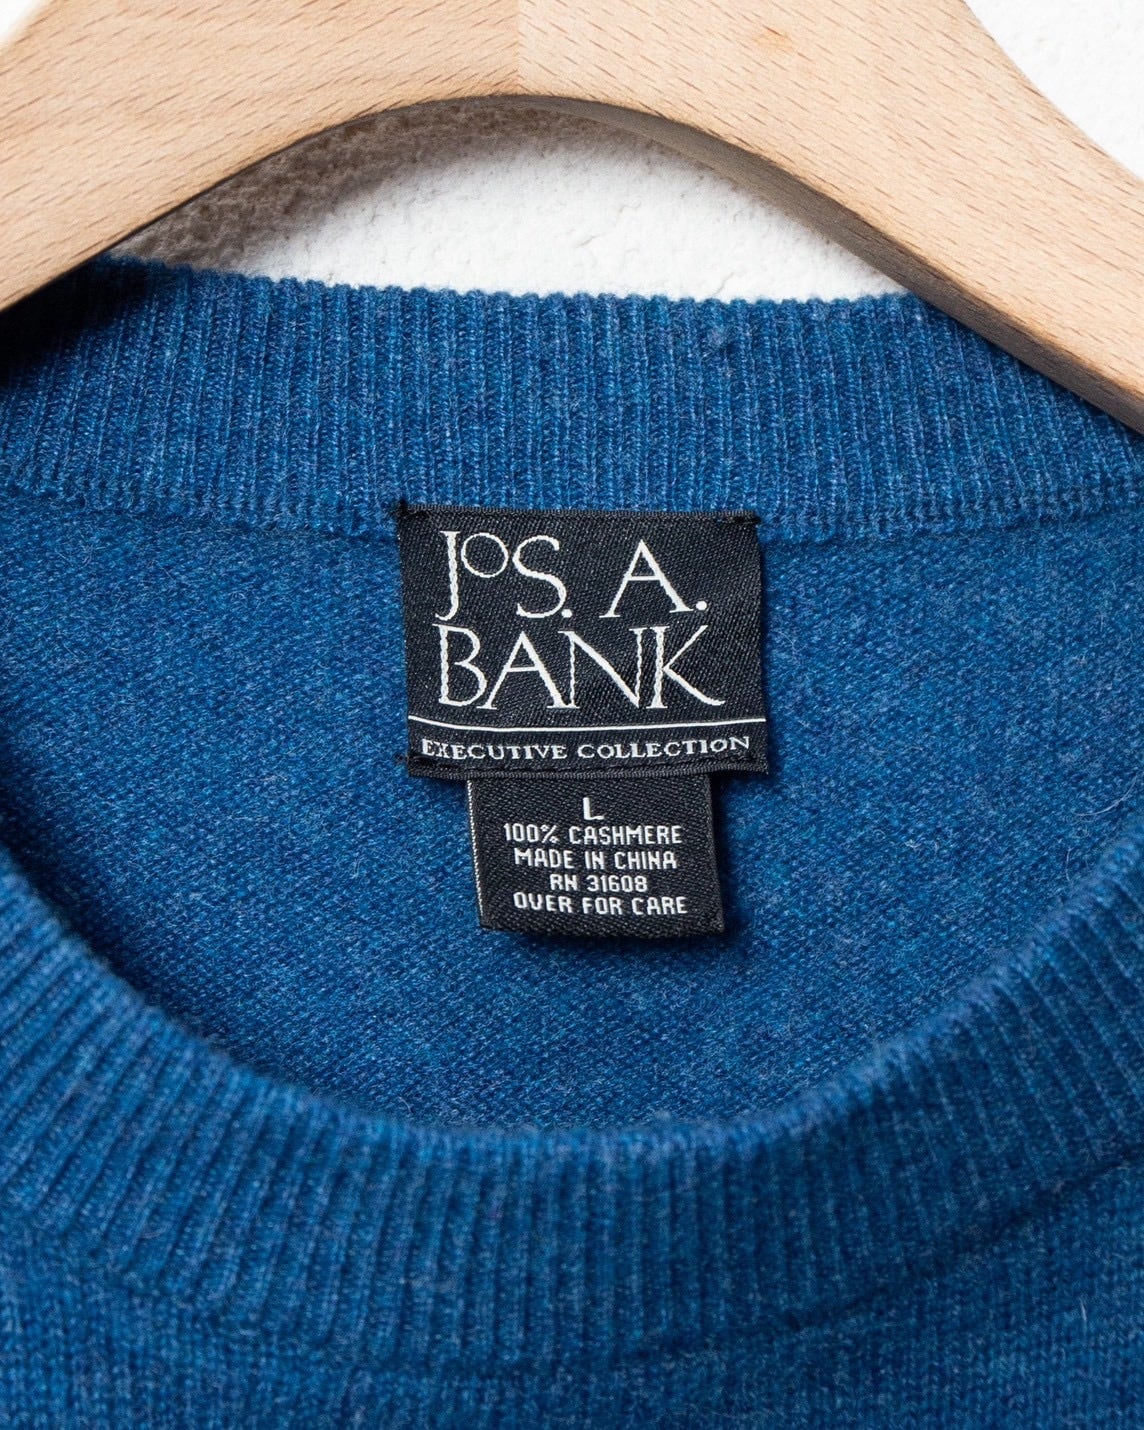 JOS. A.
BANK
EXECUTIVE COLLECTION
L
100% CASHMERE
MADE IN CHINA
RN 31608
OVER FOR CARE